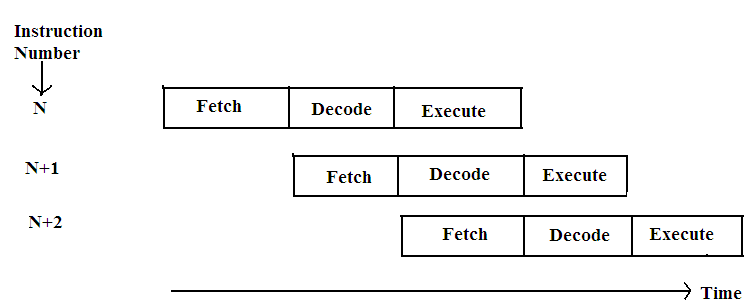 Instruction
Number
N
Fetch Decode Execute
N+1
Fetch Decode Execute
N+2
Fetch Decode Execute
Time